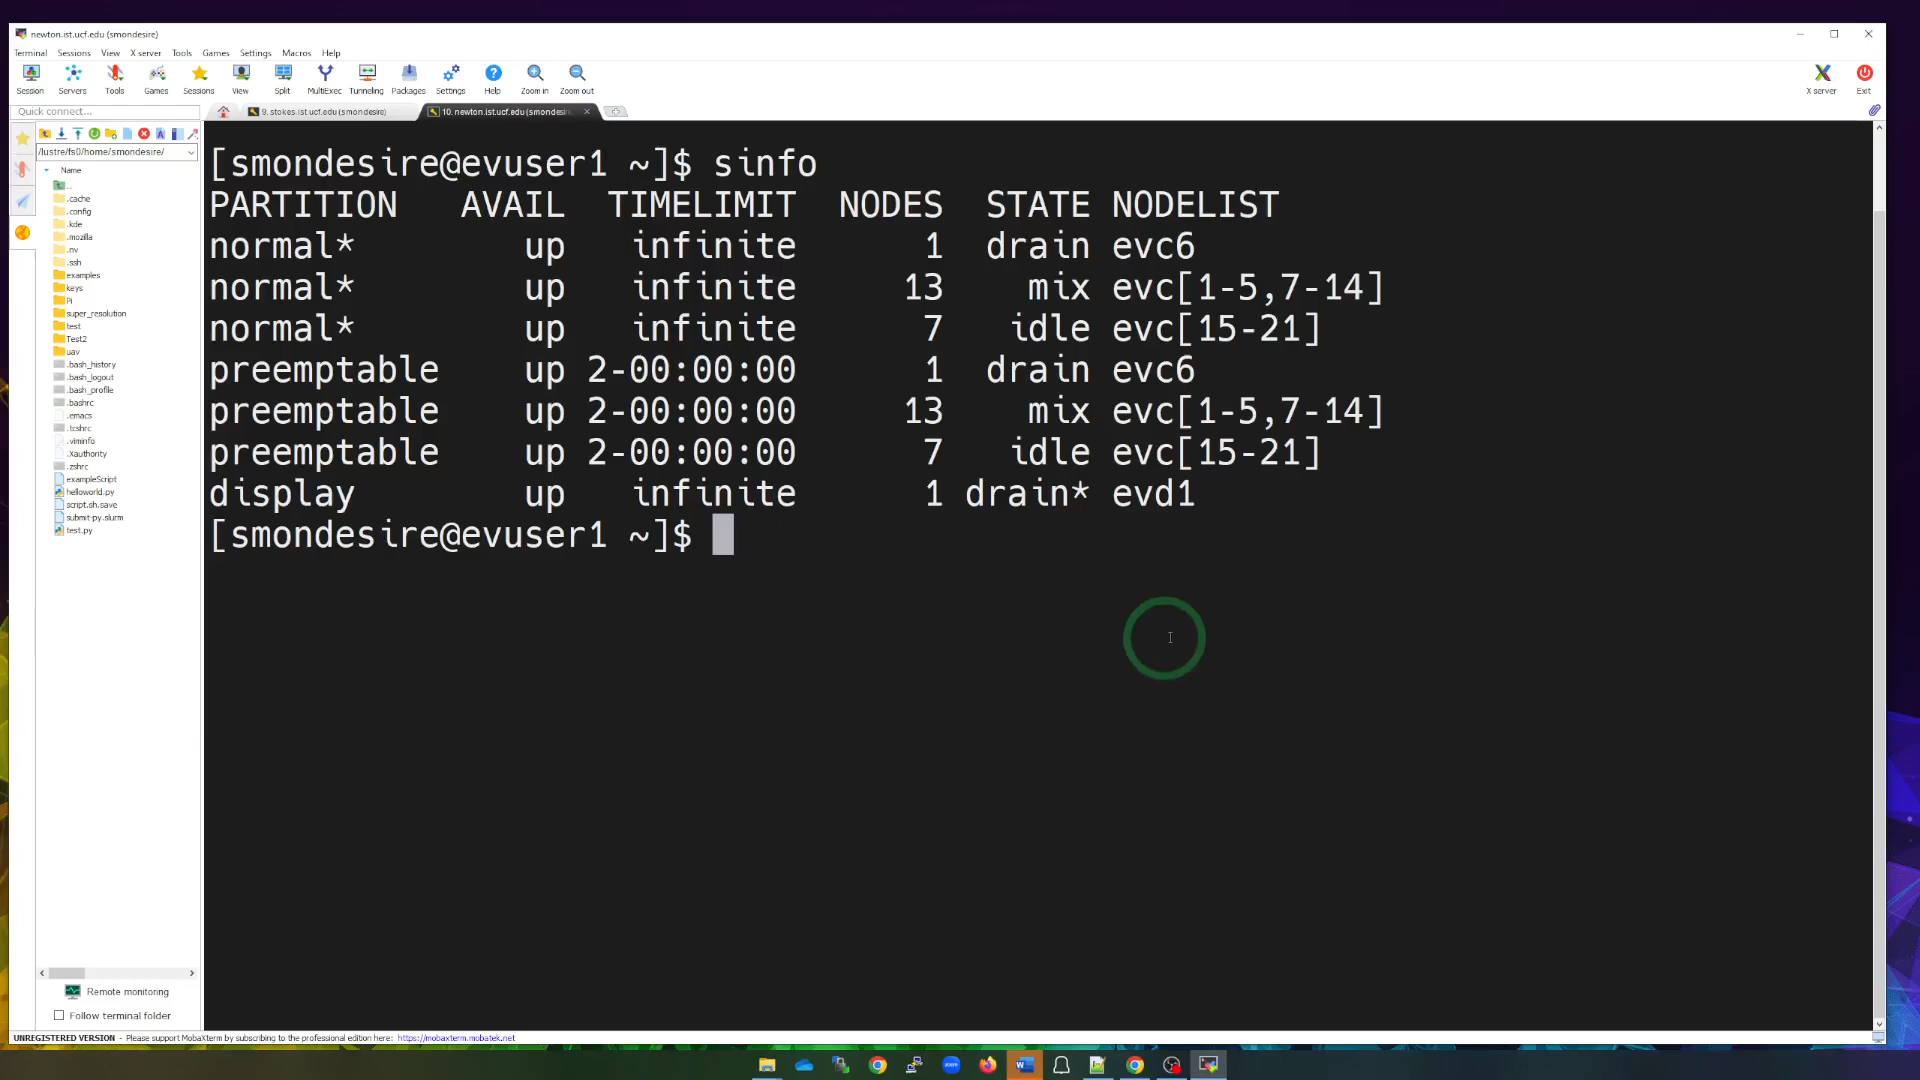 newton.ist.ucf.edu (smondesire)
Terminal Sessions View X server Tools Games Settings Macros Help
Session Servers Tools Games Sessions View Split MultiExec Tunneling Packages Settings Help Zoom in Zoom out X server Exit
Quick connect... 9. stokes.ist.ucf.edu (smondesire) 10. newton.ist.ucf.edu (smondesire
/lustre/fs0/home/smondesire/
Name
..
.cache
.config
.kde
.mozilla
.nv
.ssh
examples
keys
Pi
super_resolution
test
Test2
uav
.bash_history
.bash_logout
.bash_profile
.bashrc
.emacs
.tcshrc
.viminfo
.Xauthority
.zshrc
exampleScript
helloworld.py
script.sh.save
submit-py.slurm
test.py
Remote monitoring
Follow terminal folder
[smondesire@evuser1 ~]$ sinfo
PARTITION AVAIL TIMELIMIT NODES STATE NODELIST
normal* up infinite 1 drain evc6
normal* up infinite 13 mix evc[1-5,7-14]
normal* up infinite 7 idle evc[15-21]
preemptable up 2-00:00:00 1 drain evc6
preemptable up 2-00:00:00 13 mix evc[1-5,7-14]
preemptable up 2-00:00:00 7 idle evc[15-21]
display up infinite 1 drain* evd1
[smondesire@evuser1 ~]$
UNREGISTERED VERSION - Please support MobaXterm by subscribing to the professional edition here: https://mobaxterm.mobatek.net